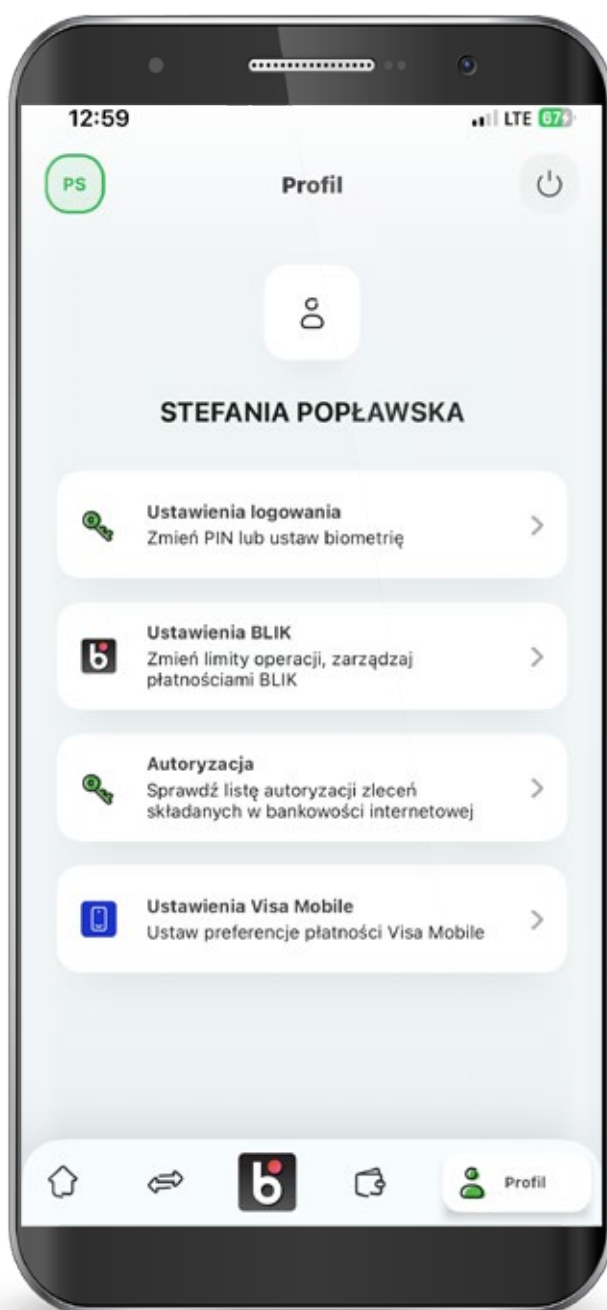 12:59
LTE 67
PS
Profil
STEFANIA POPŁAWSKA
Ustawienia logowania
Zmień PIN lub ustaw biometrię
Ustawienia BLIK
Zmień limity operacji, zarządzaj
płatnościami BLIK
Autoryzacja
Sprawdź listę autoryzacji zleceń
składanych w bankowości internetowej
Ustawienia Visa Mobile
Ustaw preferencje płatności Visa Mobile
Profil